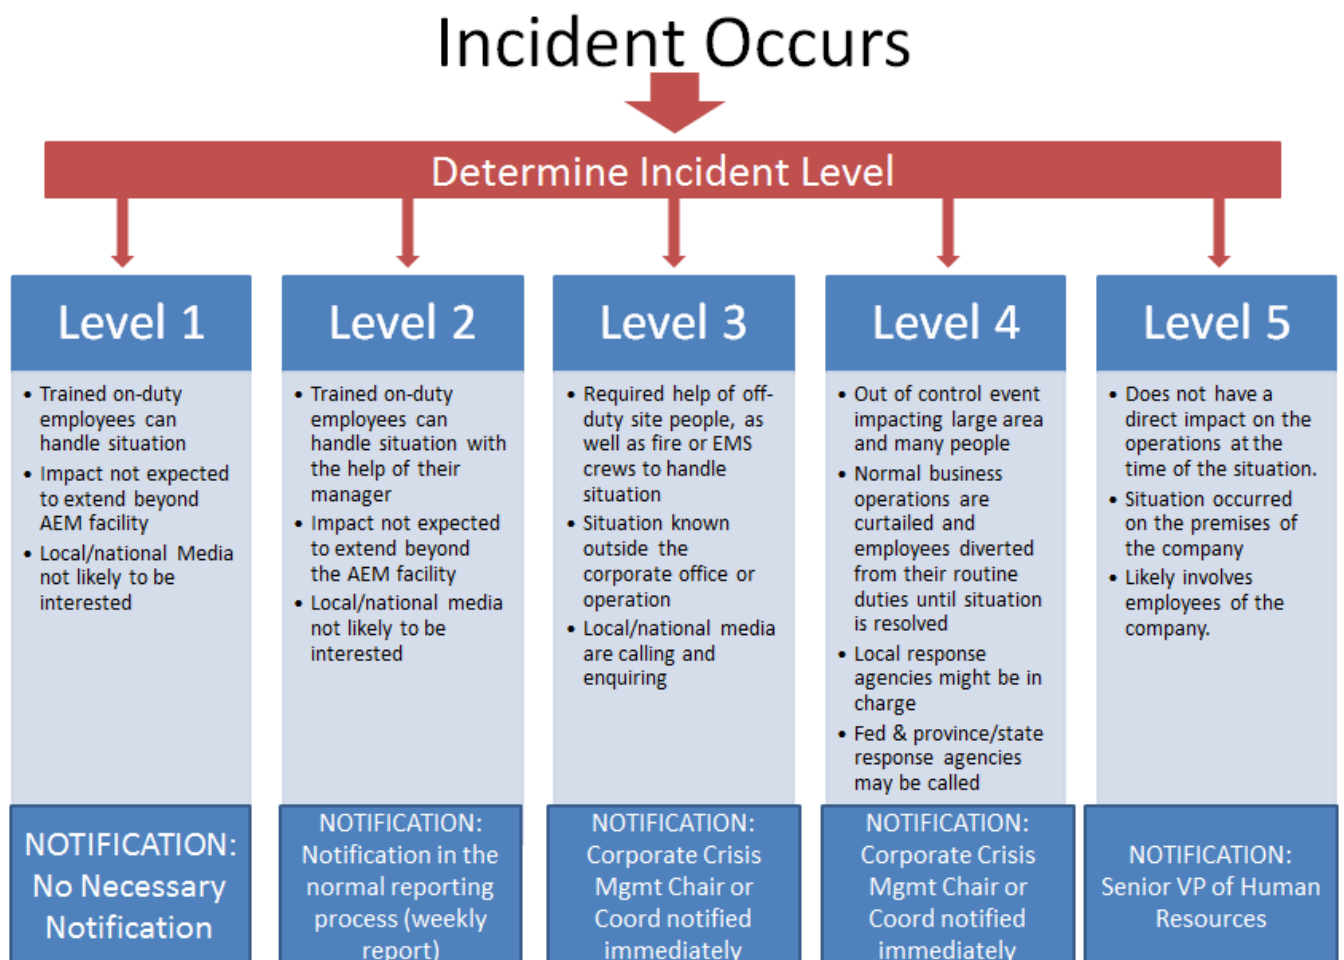 Incident Occurs
Determine Incident Level
Level 1
• Trained on-duty
employees can
handle situation
• Impact not expected
to extend beyond
AEM facility
• Local/national Media
not likely to be
interested
NOTIFICATION:
No Necessary
Notification
Level 2
• Trained on-duty
employees can
handle situation with
the help of their
manager
• Impact not expected
to extend beyond
the AEM facility
• Local/national media
not likely to be
interested
NOTIFICATION:
Notification in the
normal reporting
process (weekly
report)
Level 3
• Required help of off-
duty site people, as
well as fire or EMS
crews to handle
situation
• Situation known
outside the
corporate office or
operation
• Local/national media
are calling and
enquiring
NOTIFICATION:
Corporate Crisis
Mgmt Chair or
Coord notified
immediately
Level 4
• Out of control event
impacting large area
and many people
• Normal business
operations are
curtailed and
employees diverted
from their routine
duties until situation
is resolved
• Local response
agencies might be in
charge
• Fed & province/state
response agencies
may be called
NOTIFICATION:
Corporate Crisis
Mgmt Chair or
Coord notified
immediately
Level 5
• Does not have a
direct impact on the
operations at the
time of the situation.
• Situation occurred
on the premises of
the company
• Likely involves
employees of the
company.
NOTIFICATION:
Senior VP of Human
Resources